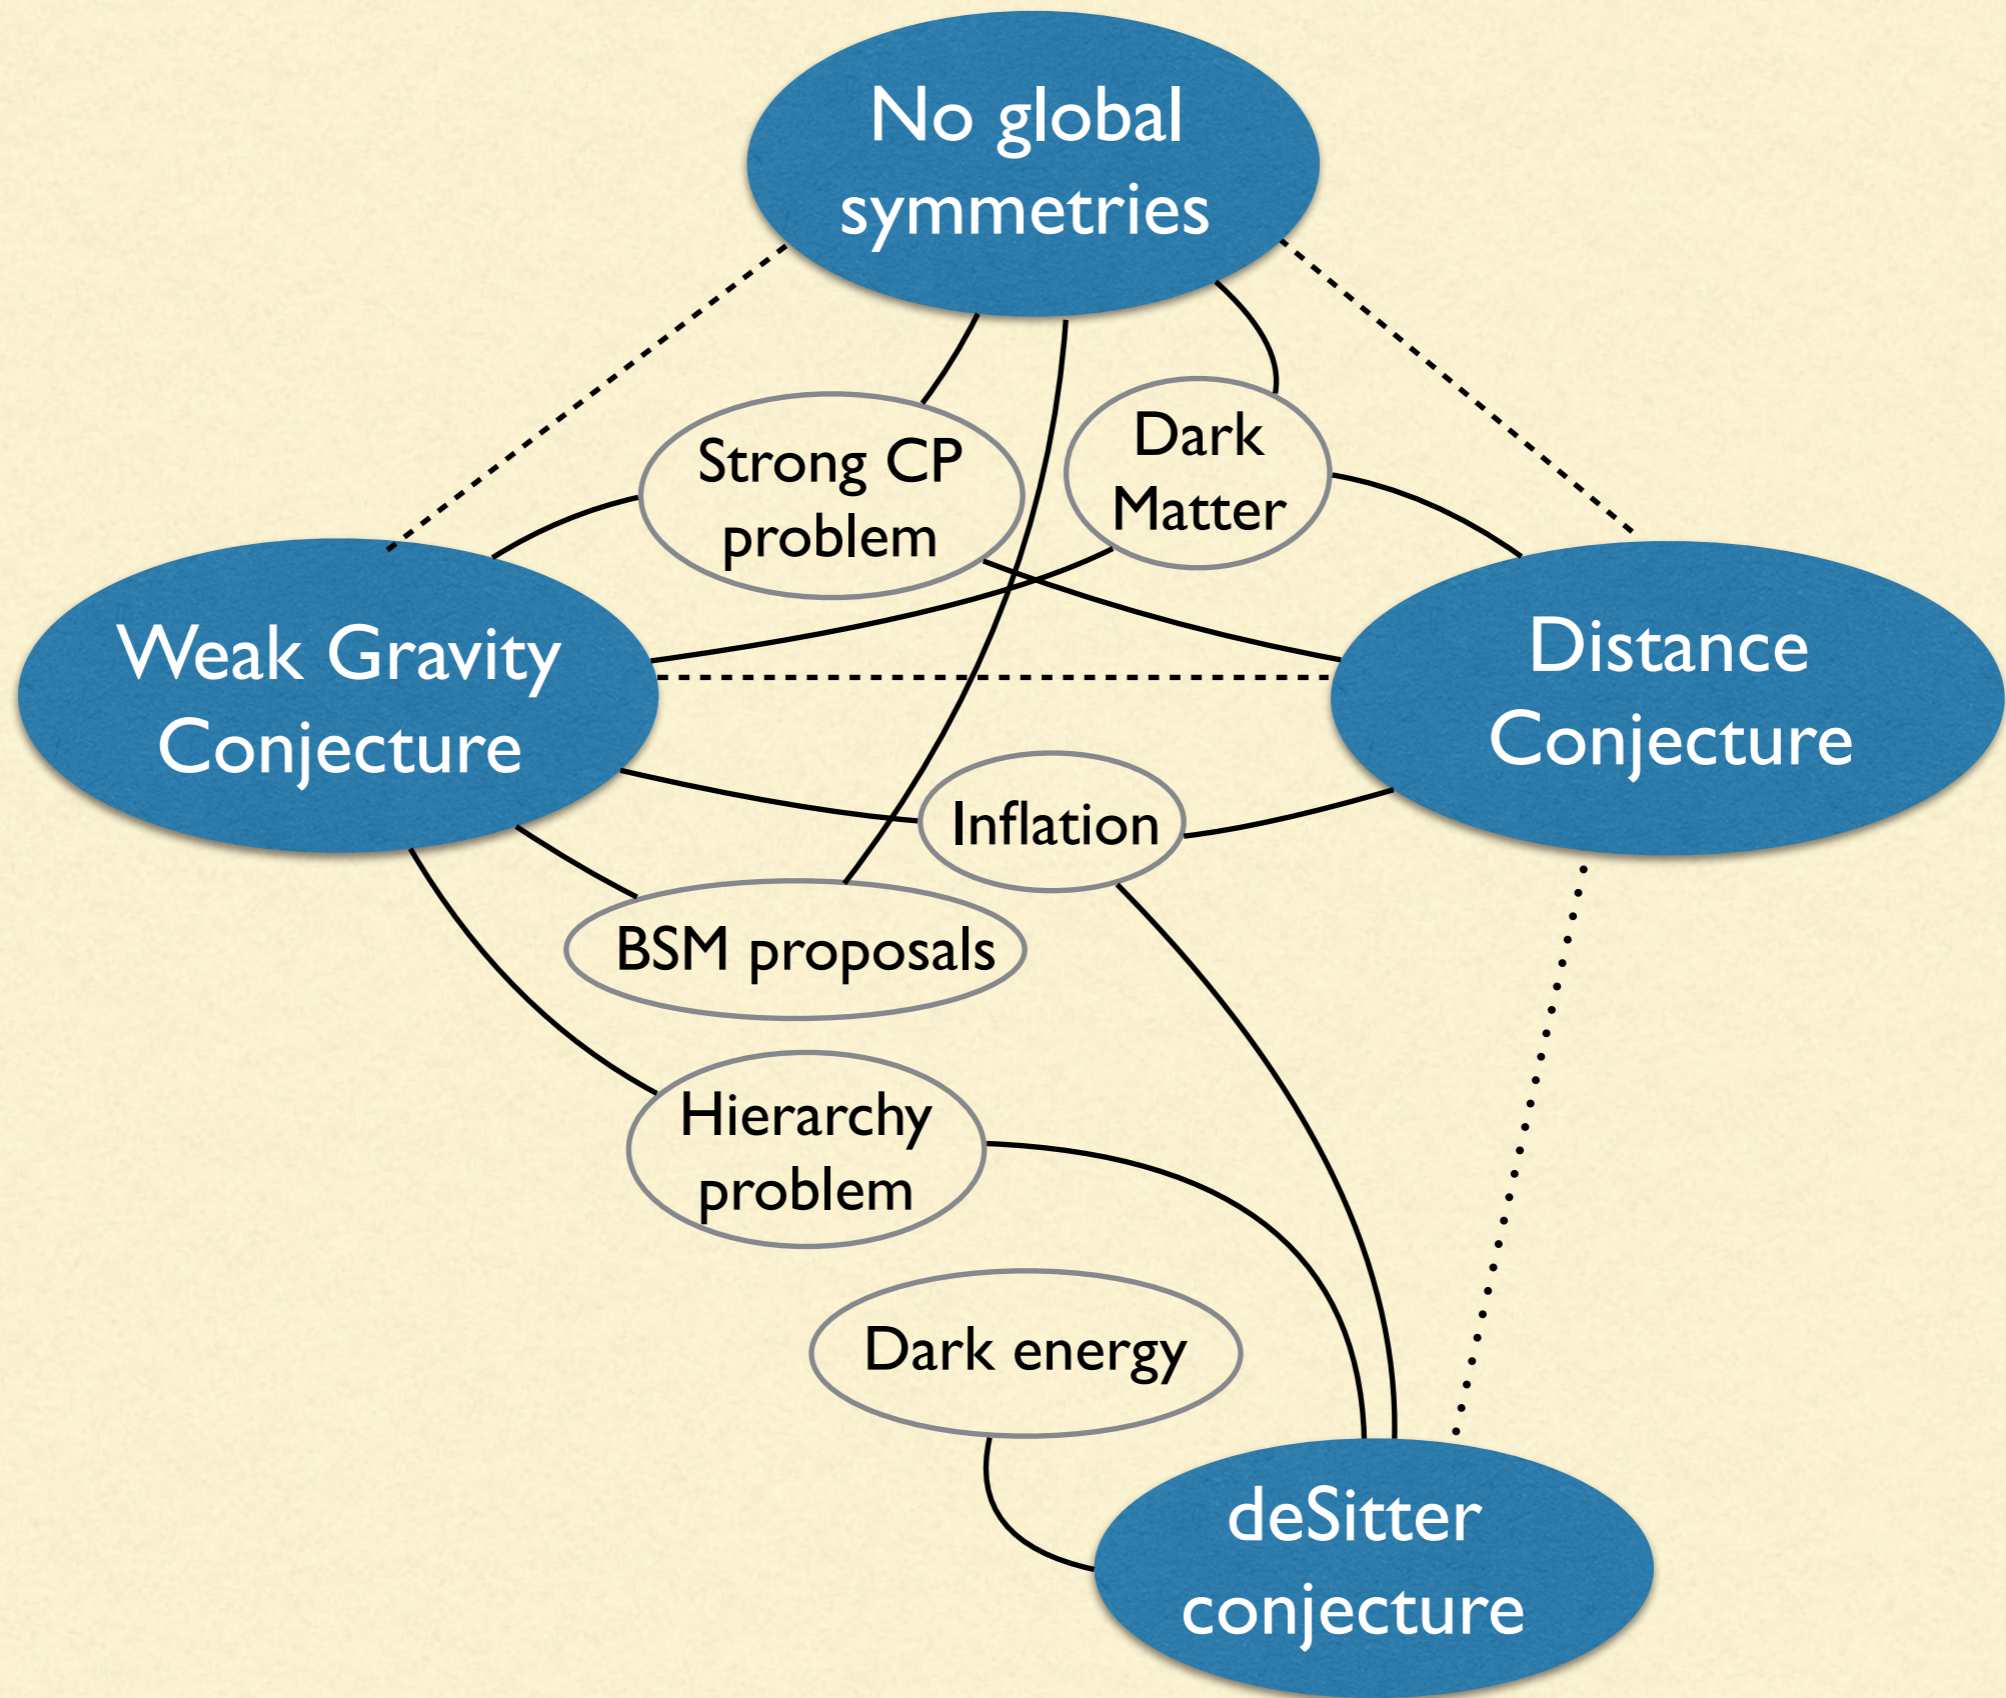 No global
symmetries
Strong CP
problem
Dark
Matter
Weak Gravity
Conjecture
Distance
Conjecture
Inflation
BSM proposals
Hierarchy
problem
Dark energy
deSitter
conjecture